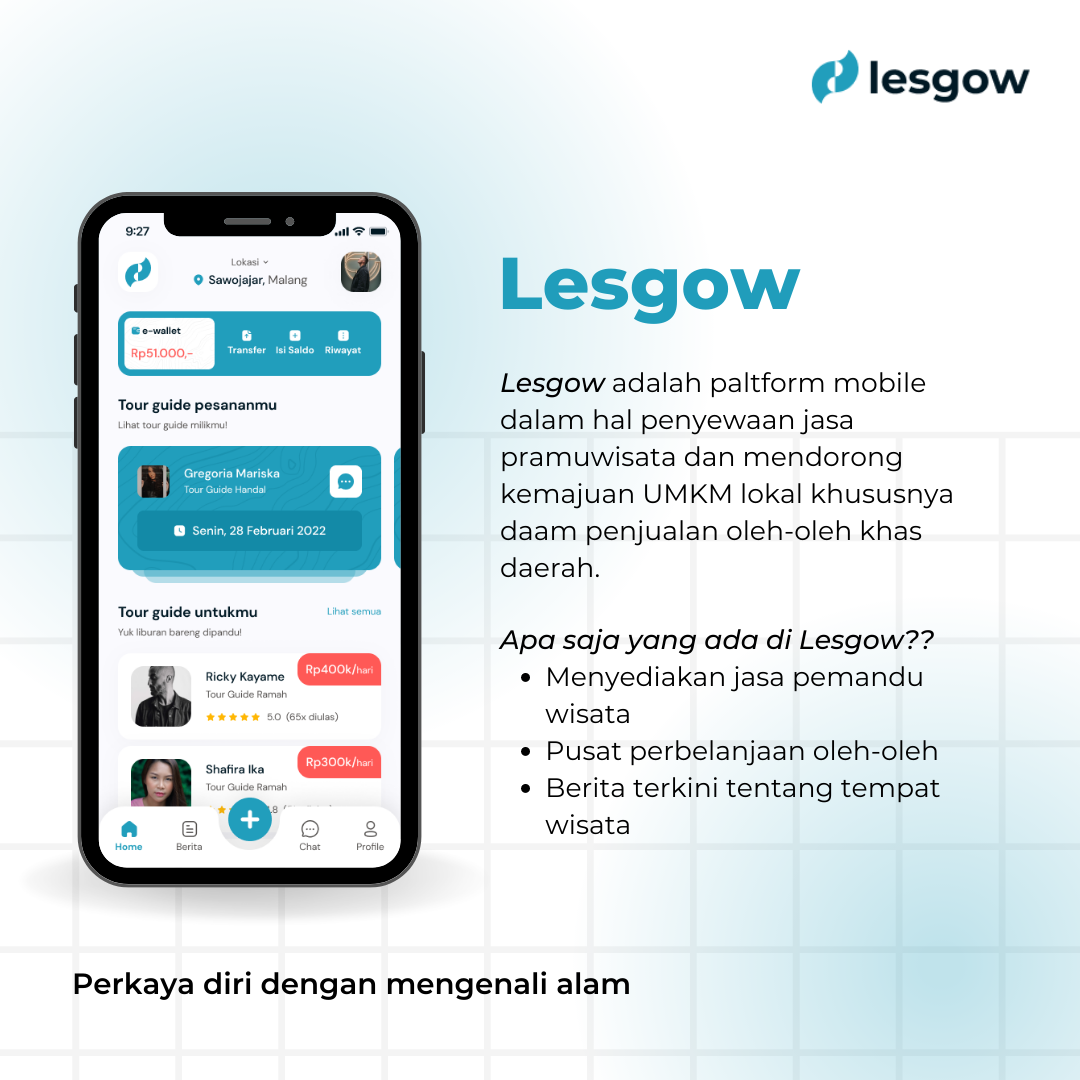 lesgow
9:27
Lokasi
Sawojajar, Malang
e-wallet
Rp51.000,-
Transfer
Isi Saldo
Riwayat
Tour guide pesananmu
Lihat tour guide milikmu!
Gregoria Mariska
Tour Guide Handal
Senin, 28 Februari 2022
Tour guide untukmu
Lihat semua
Yuk liburan bareng dipandu!
Ricky Kayame
Rp400k/hari
Tour Guide Ramah
5.0 (65x diulas)
Shafira Ika
Rp300k/hari
Tour Guide Ramah
Home
Berita
Chat
Profile
Lesgow
Lesgow adalah paltform mobile
dalam hal penyewaan jasa
pramuwisata dan mendorong
kemajuan UMKM lokal khususnya
daam penjualan oleh-oleh khas
daerah.
Apa saja yang ada di Lesgow??
• Menyediakan jasa pemandu
wisata
• Pusat perbelanjaan oleh-oleh
• Berita terkini tentang tempat
wisata
Perkaya diri dengan mengenali alam